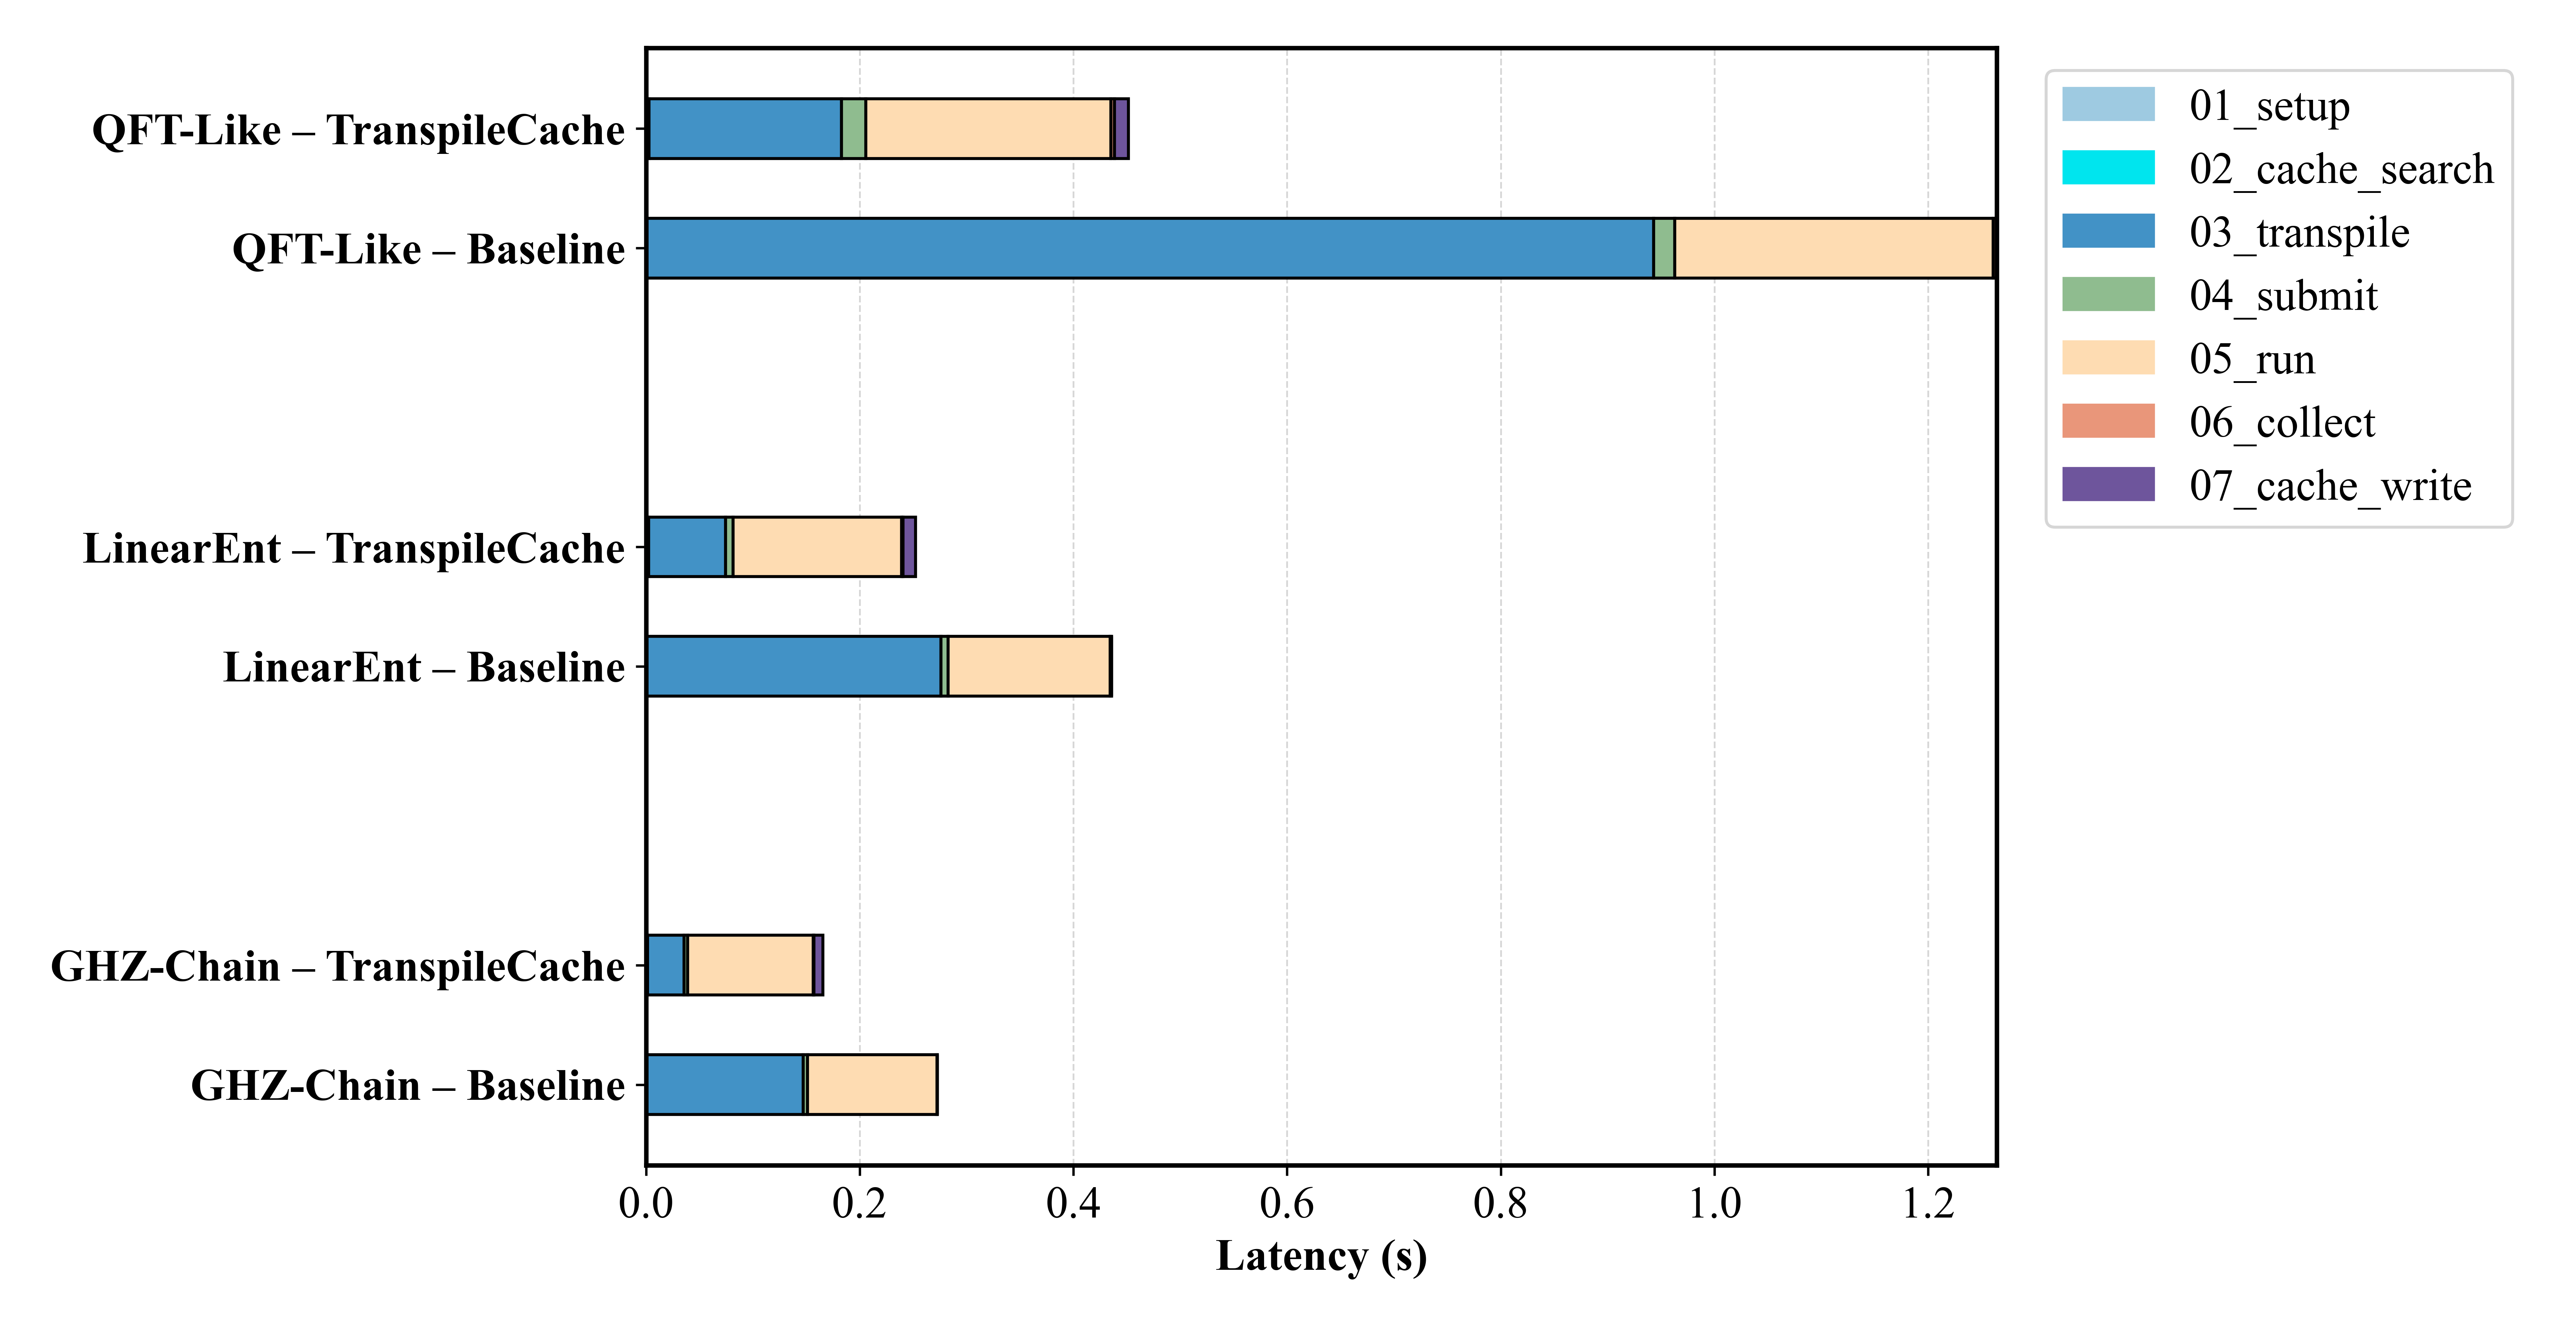 QFT-Like – TranspileCache
QFT-Like – Baseline
LinearEnt – TranspileCache
LinearEnt – Baseline
GHZ-Chain – TranspileCache
GHZ-Chain – Baseline
0.0 0.2 0.4 0.6 0.8 1.0 1.2
Latency (s)
01_setup
02_cache_search
03_transpile
04_submit
05_run
06_collect
07_cache_write